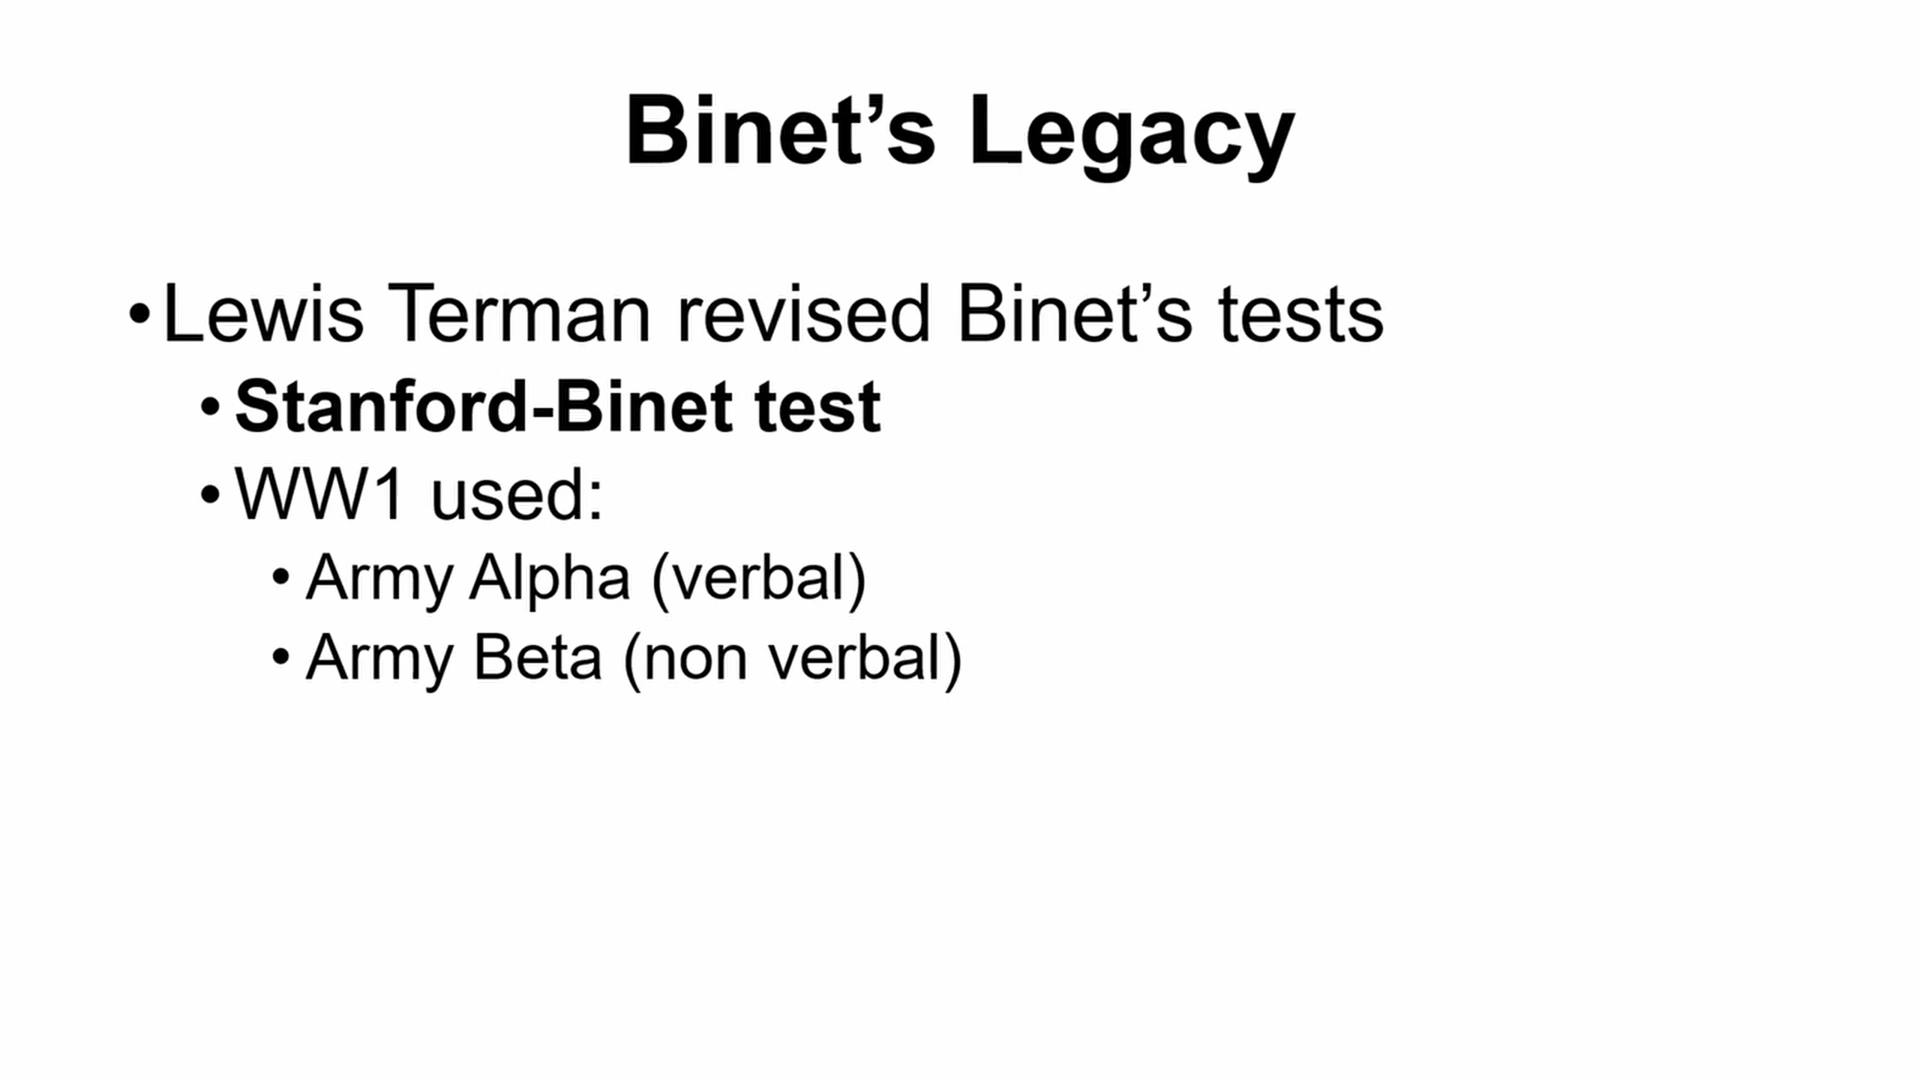 Binet’s Legacy
•Lewis Terman revised Binet’s tests
•Stanford-Binet test
•WW1 used:
•Army Alpha (verbal)
•Army Beta (non verbal)